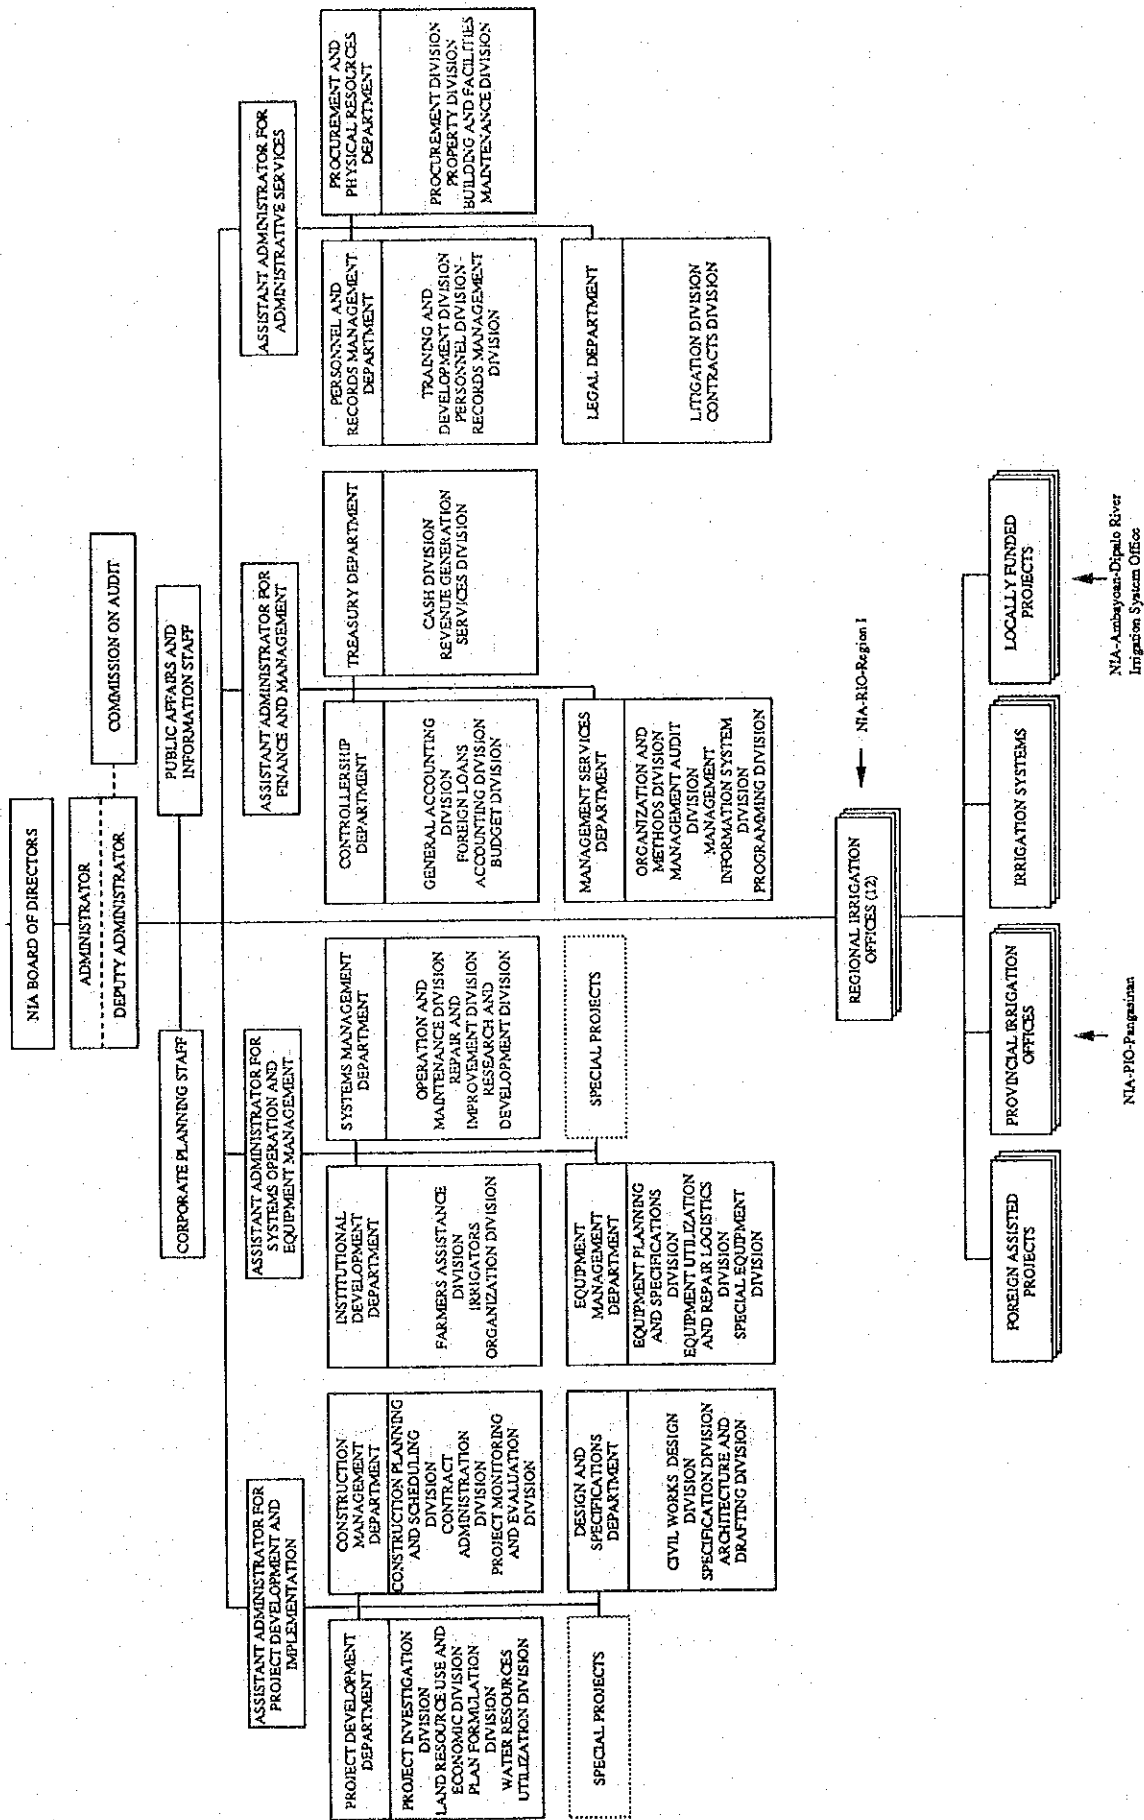 NIA BOARD OF DIRECTORS
ADMINISTRATOR
DEPUTY ADMINISTRATOR
COMMISSION ON AUDIT
CORPORATE PLANNING STAFF
PUBLIC AFFAIRS AND
INFORMATION STAFF
ASSISTANT ADMINISTRATOR FOR
PROJECT DEVELOPMENT AND
IMPLEMENTATION
PROJECT DEVELOPMENT
DEPARTMENT
PROJECT INVESTIGATION
DIVISION
LAND RESOURCE USE AND
ECONOMIC DIVISION
PLAN FORMULATION
DIVISION
WATER RESOURCES
UTILIZATION DIVISION
CONSTRUCTION
MANAGEMENT
DEPARTMENT
CONSTRUCTION PLANNING
AND SCHEDULING
DIVISION
CONTRACT
ADMINISTRATION
DIVISION
PROJECT MONITORING
AND EVALUATION
DIVISION
SPECIAL PROJECTS
DESIGN AND
SPECIFICATIONS
DEPARTMENT
CIVIL WORKS DESIGN
DIVISION
SPECIFICATION DIVISION
ARCHITECTURE AND
DRAFTING DIVISION
ASSISTANT ADMINISTRATOR FOR
SYSTEMS OPERATION AND
EQUIPMENT MANAGEMENT
INSTITUTIONAL
DEVELOPMENT
DEPARTMENT
FARMERS ASSISTANCE
DIVISION
IRRIGATORS
ORGANIZATION DIVISION
SYSTEMS MANAGEMENT
DEPARTMENT
OPERATION AND
MAINTENANCE DIVISION
REPAIR AND
IMPROVEMENT DIVISION
RESEARCH AND
DEVELOPMENT DIVISION
EQUIPMENT
MANAGEMENT
DEPARTMENT
EQUIPMENT PLANNING
AND SPECIFICATIONS
DIVISION
EQUIPMENT UTILIZATION
AND REPAIR LOGISTICS
DIVISION
SPECIAL EQUIPMENT
DIVISION
SPECIAL PROJECTS
ASSISTANT ADMINISTRATOR FOR
FINANCE AND MANAGEMENT
CONTROLLERSHIP
DEPARTMENT
GENERAL ACCOUNTING
DIVISION
FOREIGN LOANS
ACCOUNTING DIVISION
BUDGET DIVISION
TREASURY DEPARTMENT
CASH DIVISION
REVENUE GENERATION
SERVICES DIVISION
MANAGEMENT SERVICES
DEPARTMENT
ORGANIZATION AND
METHODS DIVISION
MANAGEMENT AUDIT
DIVISION
MANAGEMENT
INFORMATION SYSTEM
DIVISION
PROGRAMMING DIVISION
ASSISTANT ADMINISTRATOR FOR
ADMINISTRATIVE SERVICES
PERSONNEL AND
RECORDS MANAGEMENT
DEPARTMENT
TRAINING AND
DEVELOPMENT DIVISION
PERSONNEL DIVISION
RECORDS MANAGEMENT
DIVISION
PROCUREMENT AND
PHYSICAL RESOURCES
DEPARTMENT
PROCUREMENT DIVISION
PROPERTY DIVISION
BUILDING AND FACILITIES
MAINTENANCE DIVISION
LEGAL DEPARTMENT
LITIGATION DIVISION
CONTRACTS DIVISION
REGIONAL IRRIGATION
OFFICES (12)
NIA-RIO-Region I
FOREIGN ASSISTED
PROJECTS
PROVINCIAL IRRIGATION
OFFICES
IRRIGATION SYSTEMS
LOCALLY FUNDED
PROJECTS
NIA-PIO-Pangasinan
NIA-Ambayoan-Dipalo River
Irrigation System Office